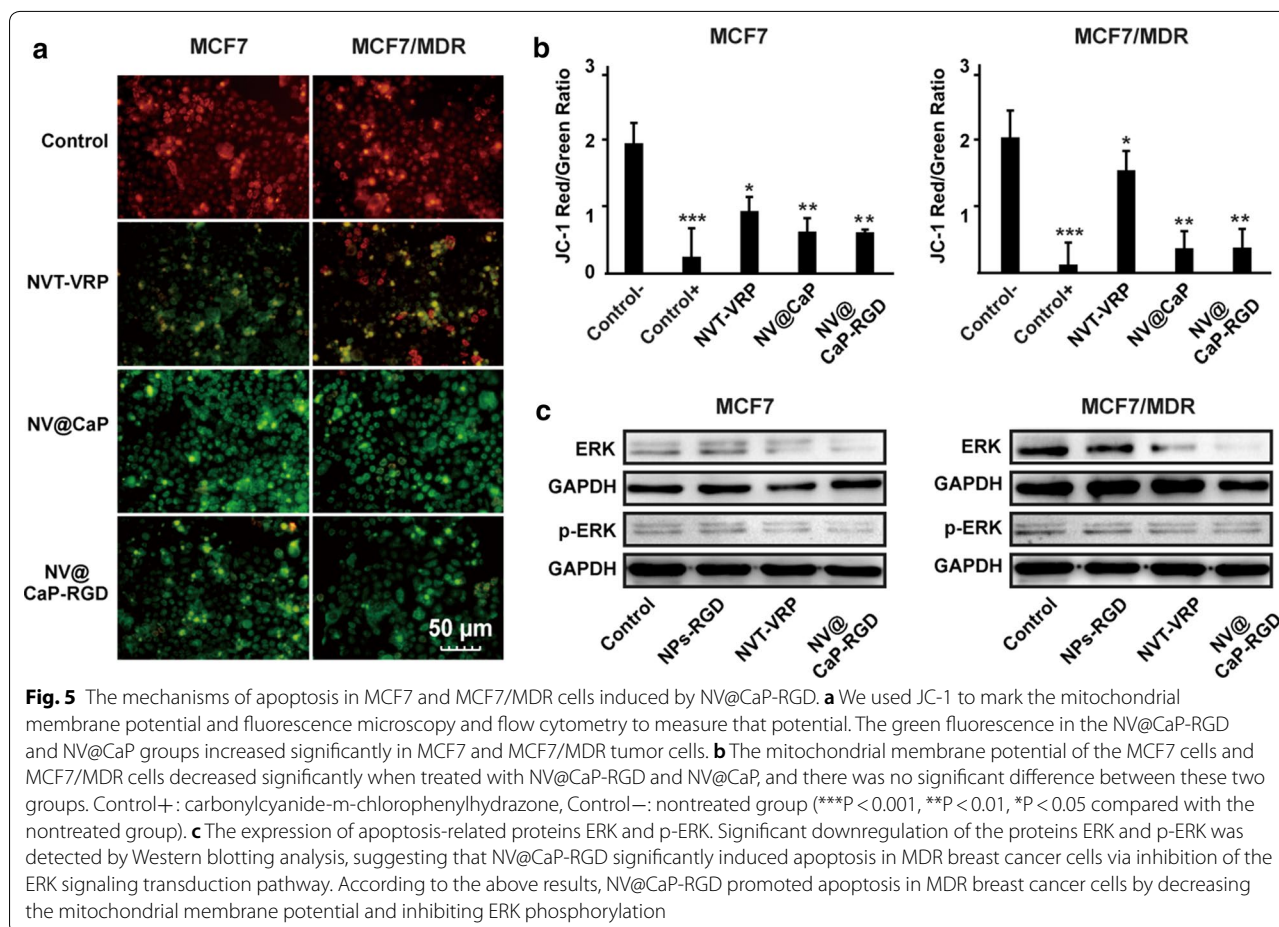 a
MCF7 MCF7/MDR
Control
NVT-VRP
NV@CaP
NV@
CaP-RGD
50 µm
b
MCF7
JC-1 Red/Green Ratio
3
2
1
0
***
*
**
**
Control-
Control+
NVT-VRP
NV@CaP
NV@
CaP-RGD
MCF7/MDR
JC-1 Red/Green Ratio
3
2
1
***
*
**
**
Control-
Control+
NVT-VRP
NV@CaP
NV@
CaP-RGD
c
MCF7
ERK
GAPDH
p-ERK
GAPDH
Control
NPs-RGD
NVT-VRP
NV@
CaP-RGD
MCF7/MDR
ERK
GAPDH
p-ERK
GAPDH
Control
NPs-RGD
NVT-VRP
NV@
CaP-RGD
Fig. 5 The mechanisms of apoptosis in MCF7 and MCF7/MDR cells induced by NV@CaP-RGD. a We used JC-1 to mark the mitochondrial
membrane potential and fluorescence microscopy and flow cytometry to measure that potential. The green fluorescence in the NV@CaP-RGD
and NV@CaP groups increased significantly in MCF7 and MCF7/MDR tumor cells. b The mitochondrial membrane potential of the MCF7 cells and
MCF7/MDR cells decreased significantly when treated with NV@CaP-RGD and NV@CaP, and there was no significant difference between these two
groups. Control+: carbonylcyanide-m-chlorophenylhydrazone, Control−: nontreated group (***P < 0.001, **P < 0.01, *P < 0.05 compared with the
nontreated group). c The expression of apoptosis-related proteins ERK and p-ERK. Significant downregulation of the proteins ERK and p-ERK was
detected by Western blotting analysis, suggesting that NV@CaP-RGD significantly induced apoptosis in MDR breast cancer cells via inhibition of the
ERK signaling transduction pathway. According to the above results, NV@CaP-RGD promoted apoptosis in MDR breast cancer cells by decreasing
the mitochondrial membrane potential and inhibiting ERK phosphorylation